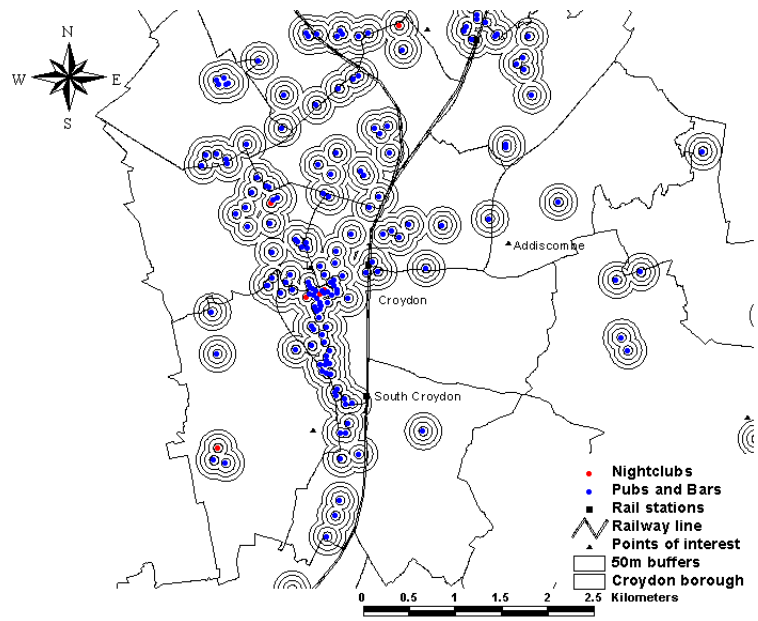 N
W E
S
Addiscombe
Croydon
South Croydon
Nightclubs
Pubs and Bars
Rail stations
Railway line
Points of interest
50m buffers
Croydon borough
0 0.5 1 1.5 2 2.5 Kilometers